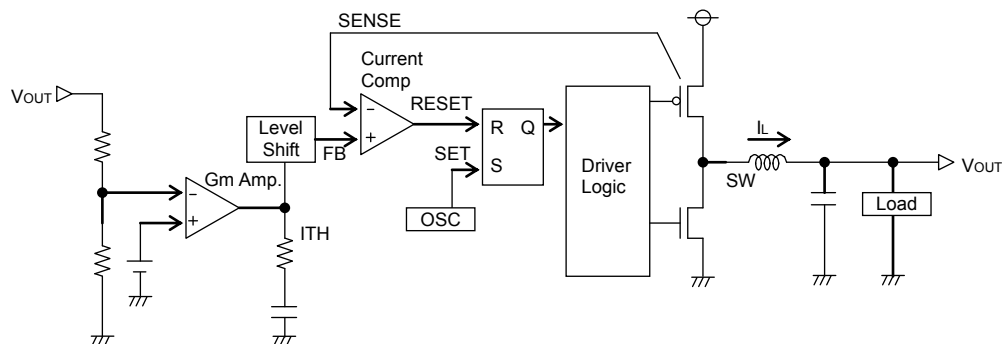 SENSE
Current
Comp
VOUT
RESET
Level
Shift
FB
SET
R Q
S
Driver
Logic
IL
SW
VOUT
Load
Gm Amp.
OSC
ITH
−
+
−
+